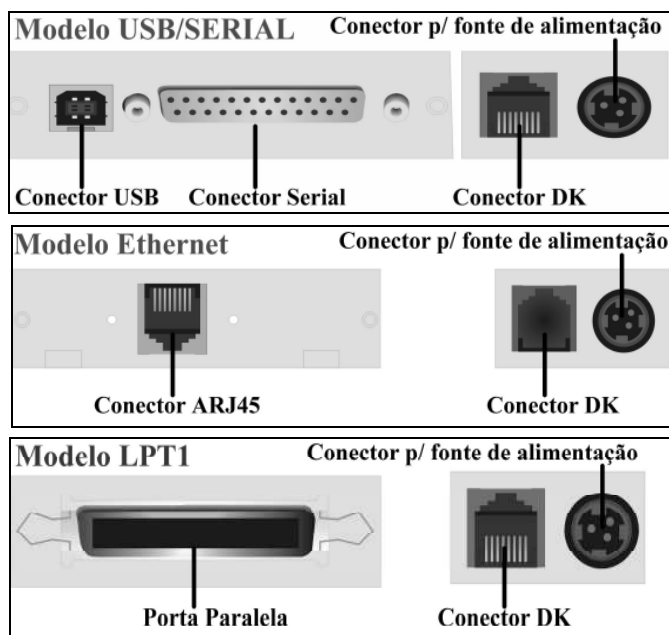 Modelo USB/SERIAL
Conector p/ fonte de alimentação
Conector USB
Conector Serial
Conector DK
Modelo Ethernet
Conector p/ fonte de alimentação
Conector ARJ45
Conector DK
Modelo LPT1
Conector p/ fonte de alimentação
Porta Paralela
Conector DK